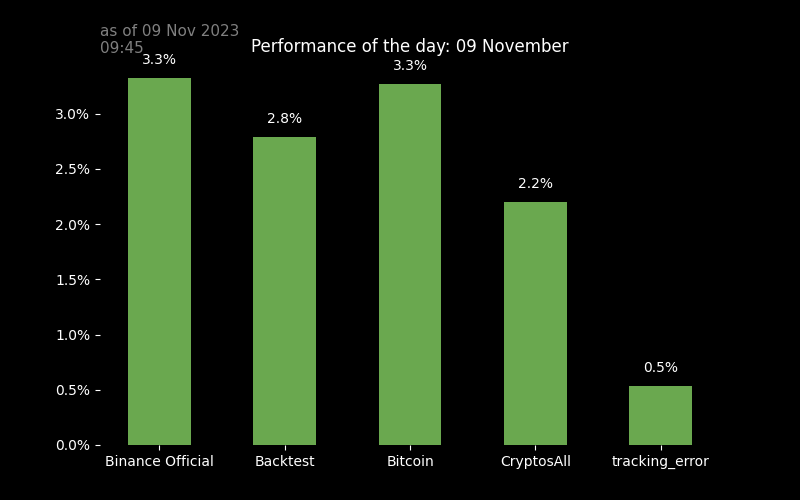 as of 09 Nov 2023
09:45
Performance of the day: 09 November
3.3%
2.8%
3.3%
2.2%
0.5%
3.0%
2.5%
2.0%
1.5%
1.0%
0.5%
0.0%
Binance Official
Backtest
Bitcoin
CryptosAll
tracking_error